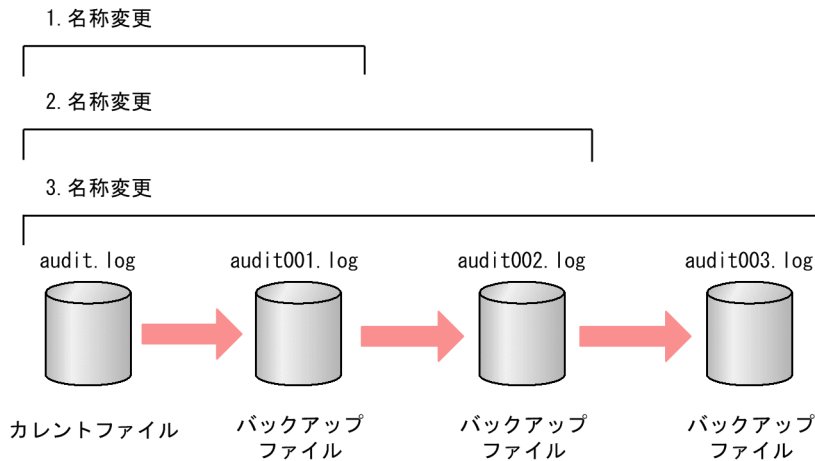 1.名称変更
2.名称変更
3.名称変更
audit.log
audit001.log
audit002.log
audit003.log
カレントファイル
バックアップ
ファイル
バックアップ
ファイル
バックアップ
ファイル